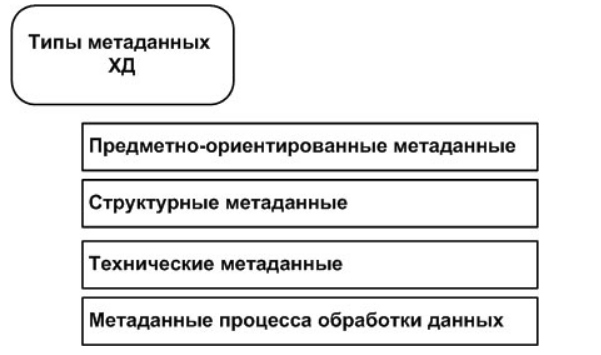 Типы метаданных
ХД
Предметно-ориентированные метаданные
Структурные метаданные
Технические метаданные
Метаданные процесса обработки данных